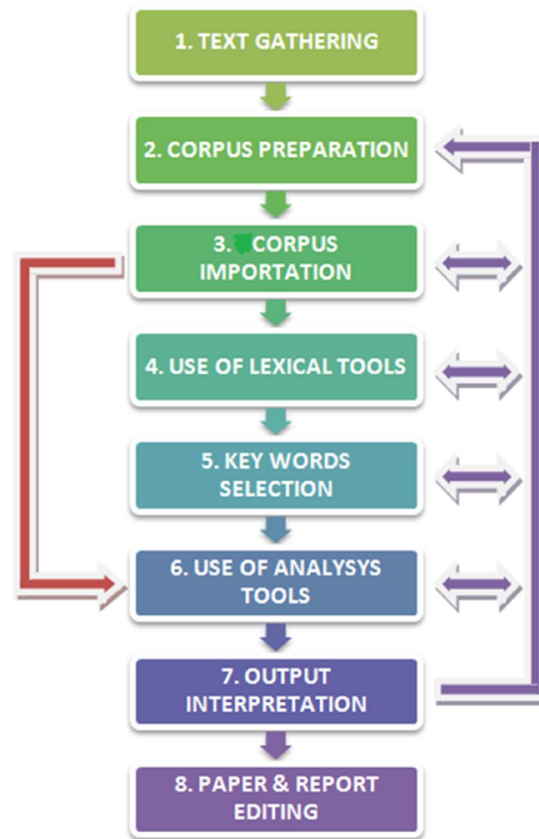 1. TEXT GATHERING
2. CORPUS PREPARATION
3. CORPUS
IMPORTATION
4. USE OF LEXICAL TOOLS
5. KEY WORDS
SELECTION
6. USE OF ANALYSYS
TOOLS
7. OUTPUT
INTERPRETATION
8. PAPER & REPORT
EDITING